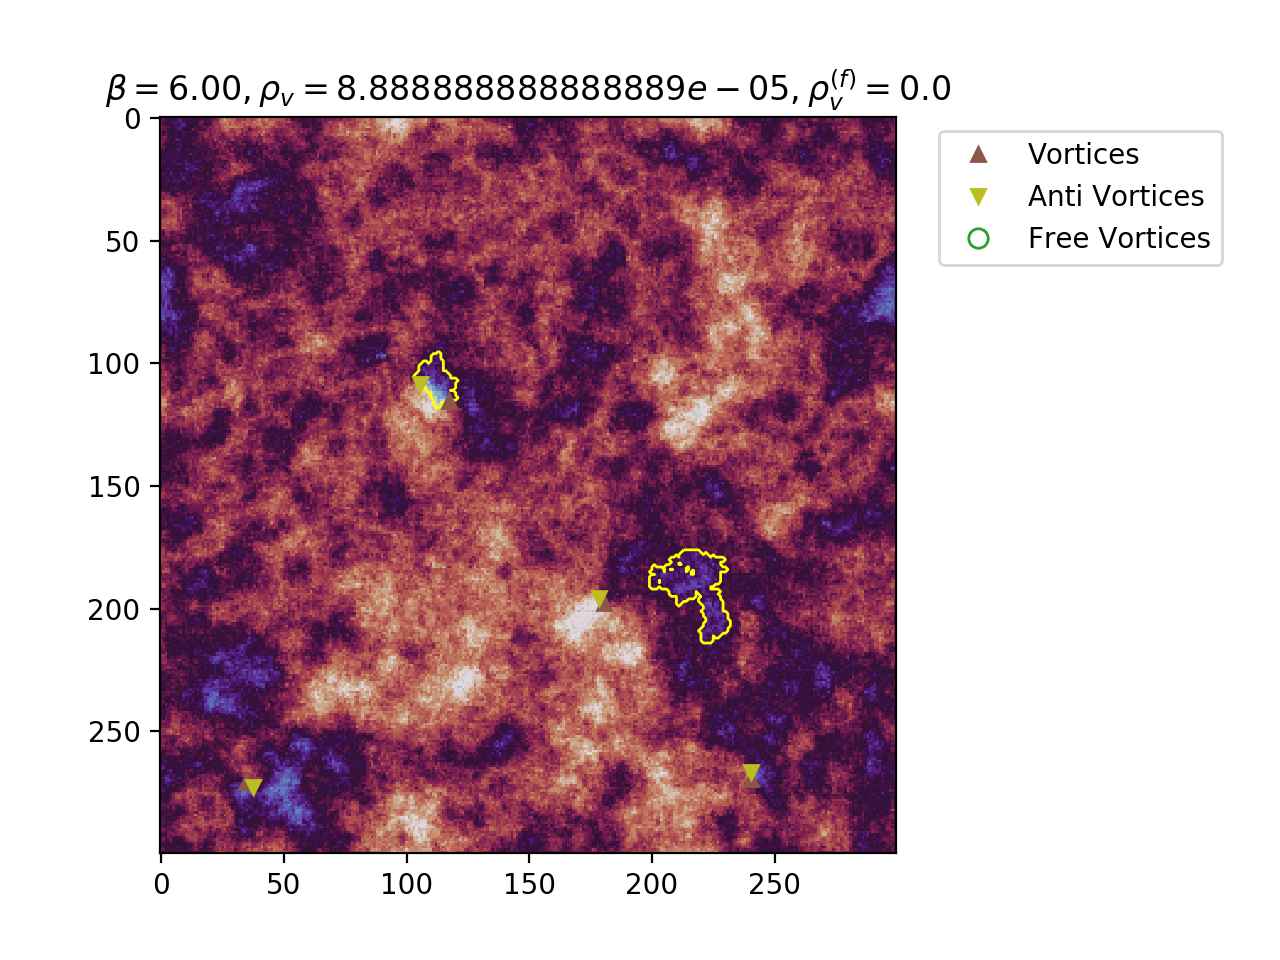 β = 6.00, ρ_v = 8.88888888888889e − 05, ρ_v^(f) = 0.0
Vortices
Anti Vortices
Free Vortices
0
50
100
150
200
250
0 50 100 150 200 250